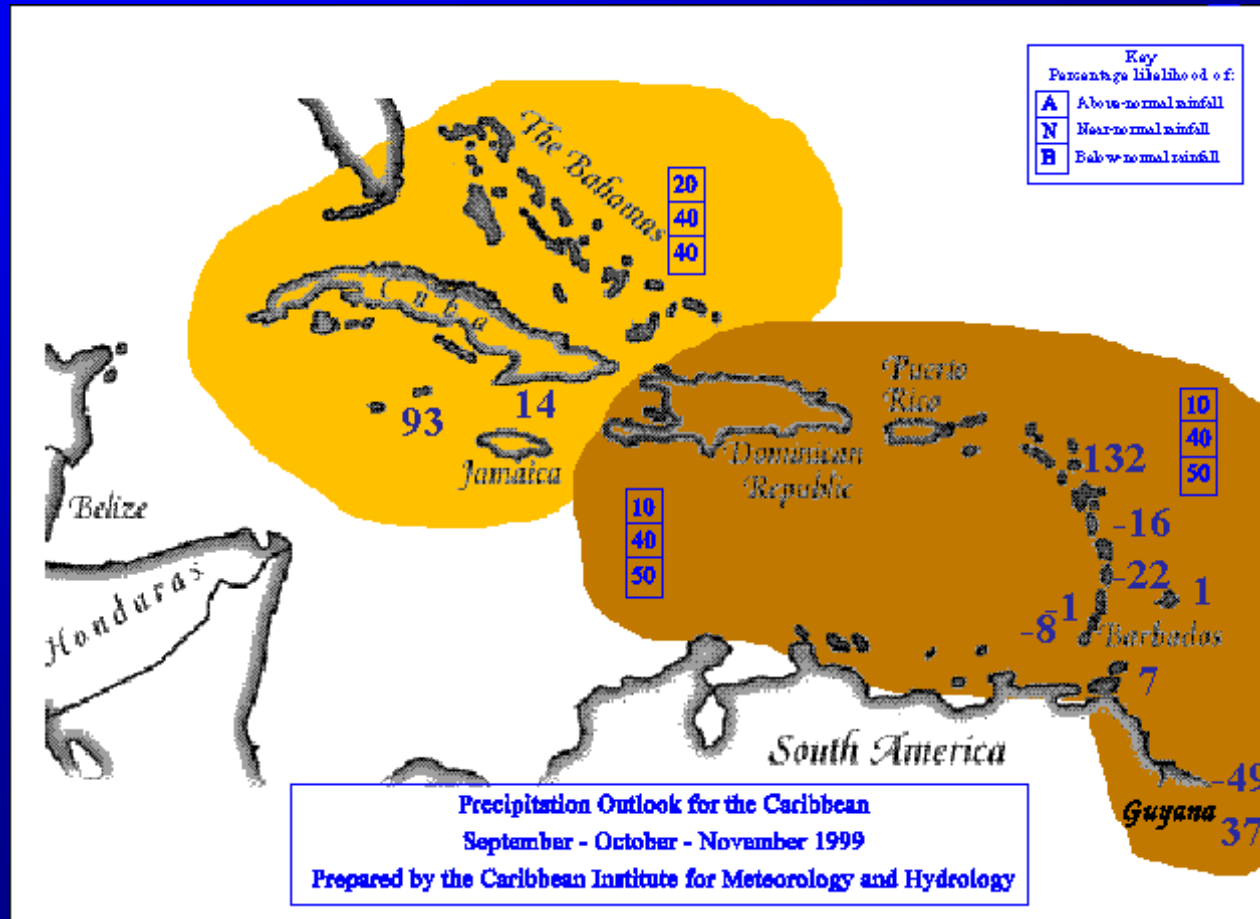 Key
Percentage likelihood of:
A Above-normal rainfall
N Near-normal rainfall
B Below-normal rainfall
The Bahamas
20
40
40
Cuba
93
14
Jamaica
Puerto
Rico
Dominican
Republic
10
40
50
10
40
50
132
-16
-22
1
-1
-8
Barbados
7
Belize
Hondaras
South America
-49
Guyana
37
Precipitation Outlook for the Caribbean
September - October - November 1999
Prepared by the Caribbean Institute for Meteorology and Hydrology